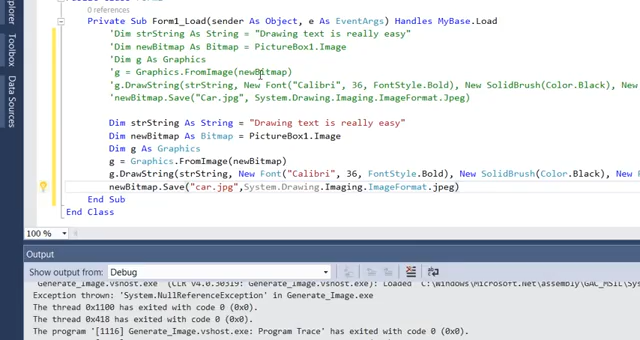 0 references
Private Sub Form1_Load(sender As Object, e As EventArgs) Handles MyBase.Load
'Dim strString As String = "Drawing text is really easy"
'Dim newBitmap As Bitmap = PictureBox1.Image
'Dim g As Graphics
'g = Graphics.FromImage(newBitmap)
'g.DrawString(strString, New Font("Calibri", 36, FontStyle.Bold), New SolidBrush(Color.Black), New
'newBitmap.Save("Car.jpg", System.Drawing.Imaging.ImageFormat.Jpeg)
Dim strString As String = "Drawing text is really easy"
Dim newBitmap As Bitmap = PictureBox1.Image
Dim g As Graphics
g = Graphics.FromImage(newBitmap)
g.DrawString(strString, New Font("Calibri", 36, FontStyle.Bold), New SolidBrush(Color.Black), New
newBitmap.Save("car.jpg",System.Drawing.Imaging.ImageFormat.jpeg)
End Sub
End Class
Toolbox
Data Sources
100 %
Output
Show output from: Debug
Generate_Image.vshost.exe' (CLR v4.0.30319: Generate_Image.vshost.exe): Loaded 'C:\Windows\Microsoft.Net\assembly\GAC_MSIL\Sys
Exception thrown: 'System.NullReferenceException' in Generate_Image.exe
The thread 0x1100 has exited with code 0 (0x0).
The thread 0x418 has exited with code 0 (0x0).
The program '[1116] Generate_Image.vshost.exe: Program Trace' has exited with code 0 (0x0).